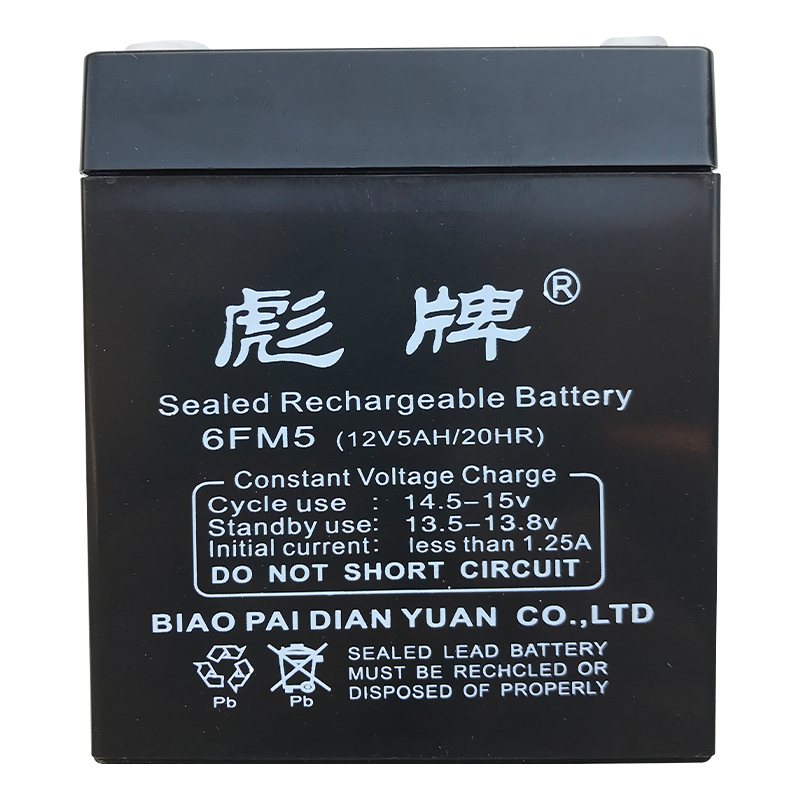 彪牌®
Sealed Rechargeable Battery
6FM5 (12V5AH/20HR)
Constant Voltage Charge
Cycle use : 14.5–15v
Standby use: 13.5–13.8v
Initial current: less than 1.25A
DO NOT SHORT CIRCUIT
BIAO PAI DIAN YUAN CO.,LTD
SEALED LEAD BATTERY
MUST BE RECHCLED OR
DISPOSED OF PROPERLY
Pb Pb